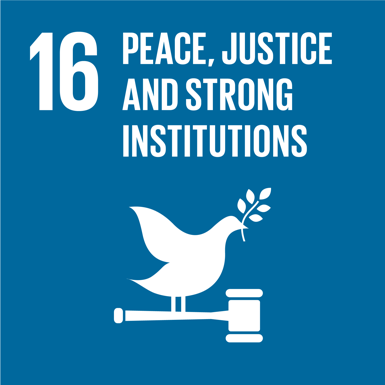 16 PEACE, JUSTICE
AND STRONG
INSTITUTIONS